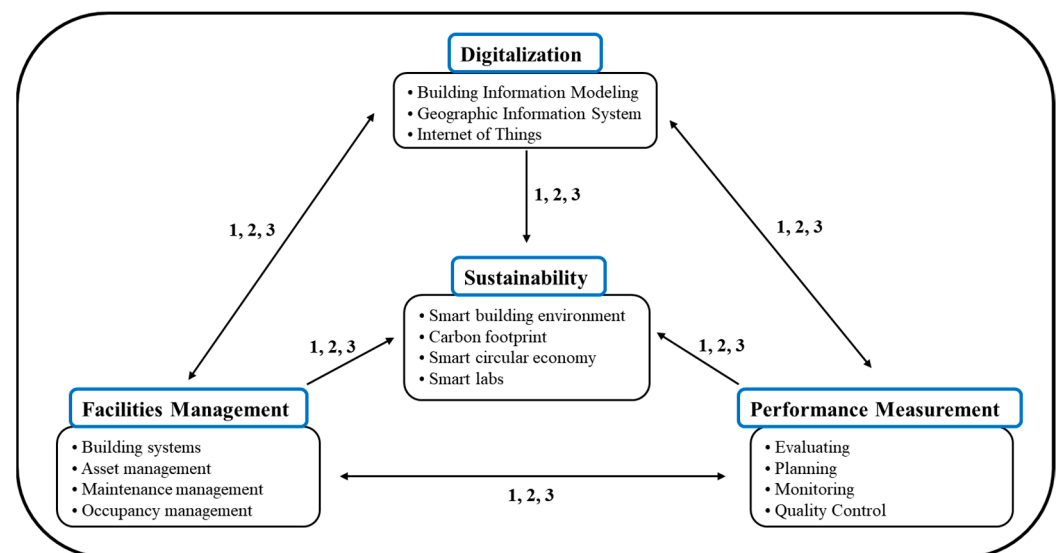 Digitalization
• Building Information Modeling
• Geographic Information System
• Internet of Things
1, 2, 3
1, 2, 3
1, 2, 3
Sustainability
• Smart building environment
• Carbon footprint
• Smart circular economy
• Smart labs
1, 2, 3
1, 2, 3
Facilities Management
• Building systems
• Asset management
• Maintenance management
• Occupancy management
Performance Measurement
• Evaluating
• Planning
• Monitoring
• Quality Control
1, 2, 3